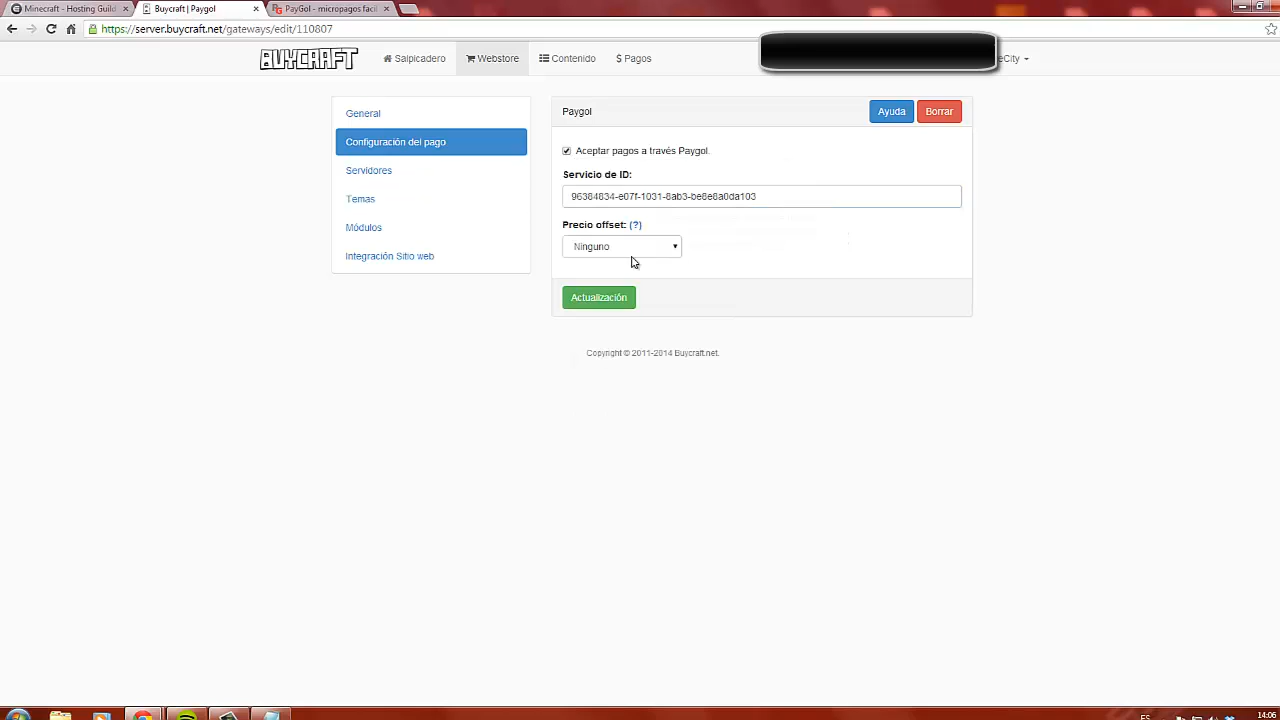 Minecraft - Hosting Guild
Buycraft | Paygol
PayGol - micropagos facil
https://server.buycraft.net/gateways/edit/110807
BUYCRAFT
Salpicadero
Webstore
Contenido
$ Pagos
eCity
General
Configuración del pago
Servidores
Temas
Módulos
Integración Sitio web
Paygol
Ayuda
Borrar
Aceptar pagos a través Paygol.
Servicio de ID:
96384834-e07f-1031-8ab3-be8e8a0da103
Precio offset: (?)
Ninguno
Actualización
Copyright © 2011-2014 Buycraft.net.
ES
14:06